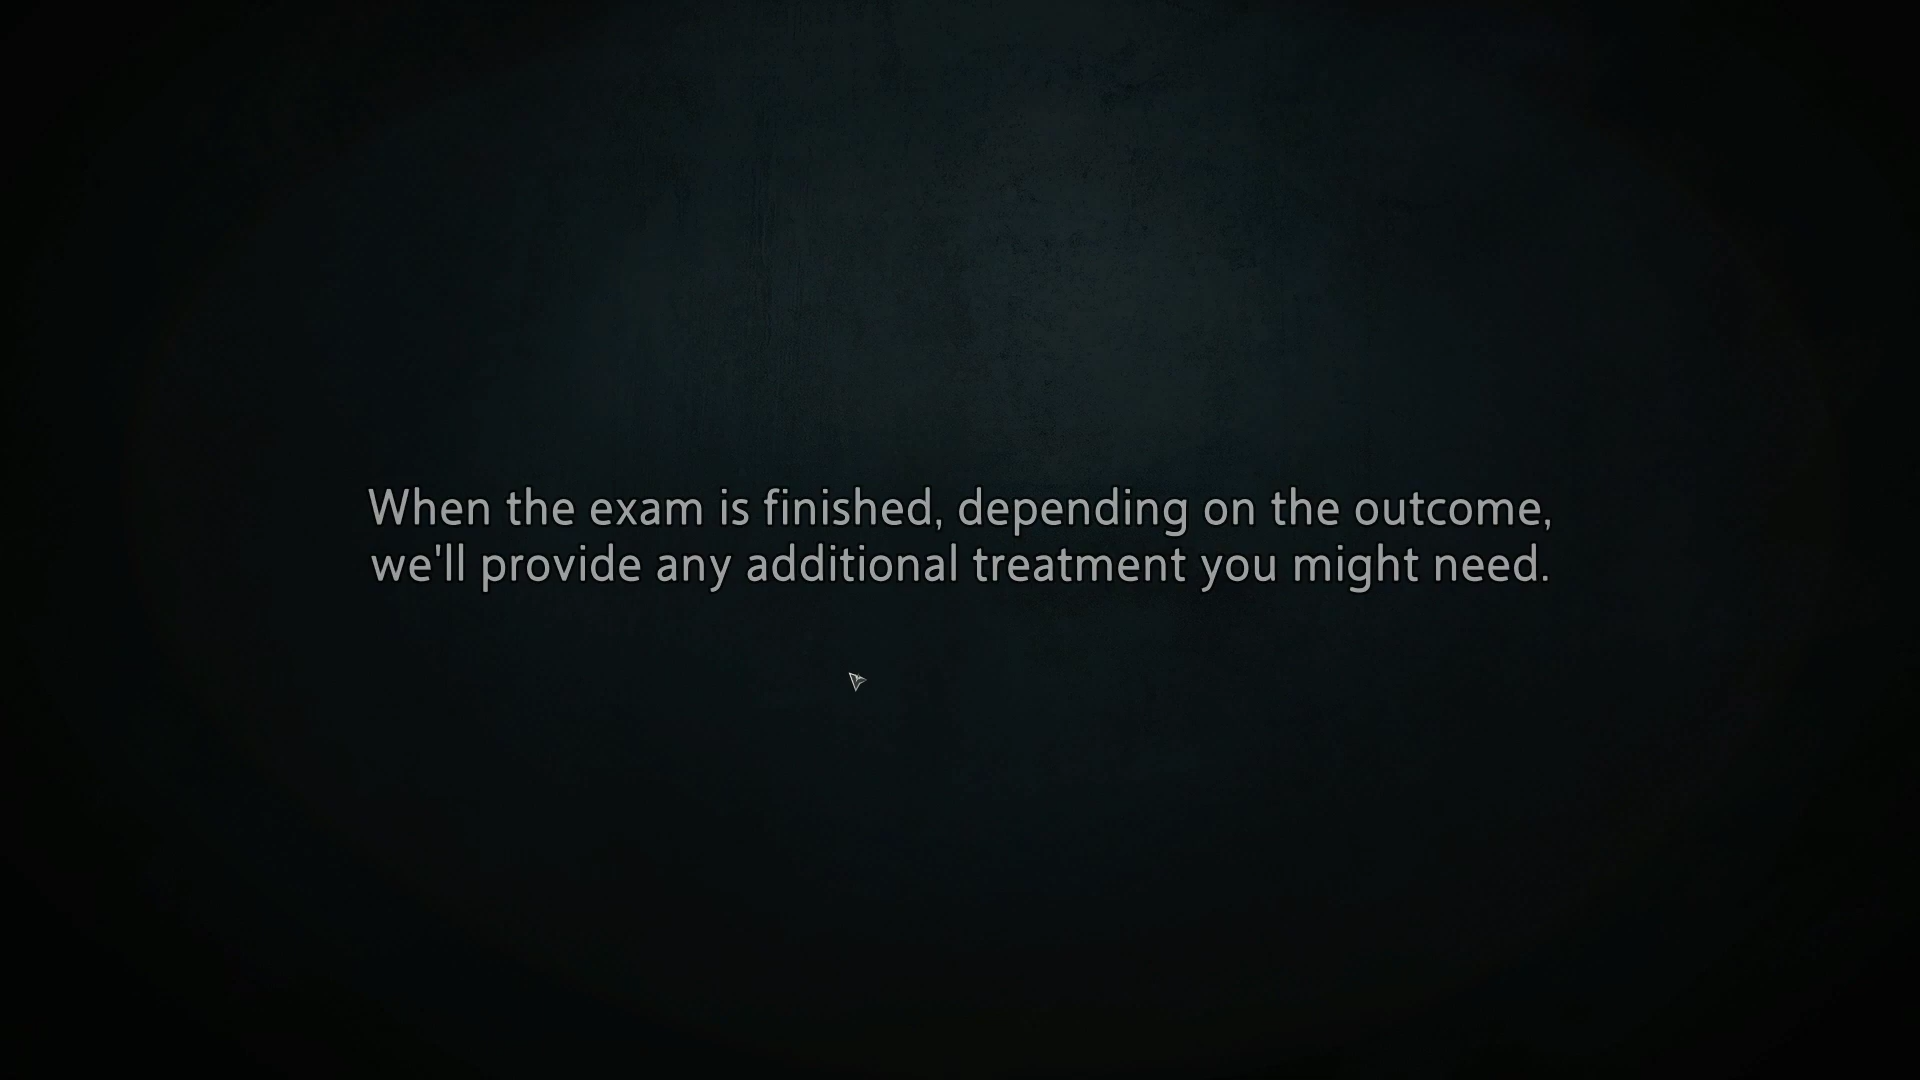 When the exam is finished, depending on the outcome,
we'll provide any additional treatment you might need.